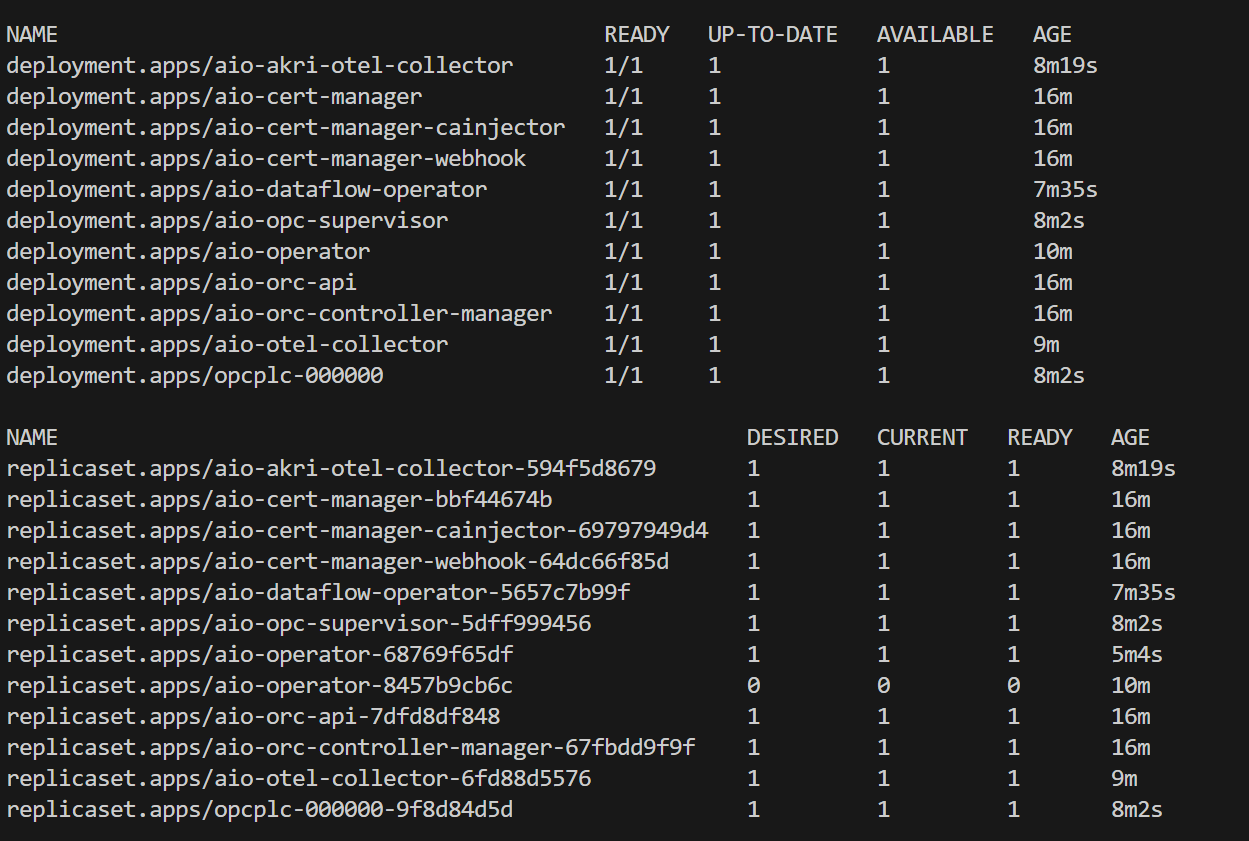 NAME READY UP-TO-DATE AVAILABLE AGE
deployment.apps/aio-akri-otel-collector 1/1 1 1 8m19s
deployment.apps/aio-cert-manager 1/1 1 1 16m
deployment.apps/aio-cert-manager-cainjector 1/1 1 1 16m
deployment.apps/aio-cert-manager-webhook 1/1 1 1 16m
deployment.apps/aio-dataflow-operator 1/1 1 1 7m35s
deployment.apps/aio-opc-supervisor 1/1 1 1 8m2s
deployment.apps/aio-operator 1/1 1 1 10m
deployment.apps/aio-orc-api 1/1 1 1 16m
deployment.apps/aio-orc-controller-manager 1/1 1 1 16m
deployment.apps/aio-otel-collector 1/1 1 1 9m
deployment.apps/opcplc-000000 1/1 1 1 8m2s
NAME DESIRED CURRENT READY AGE
replicaset.apps/aio-akri-otel-collector-594f5d8679 1 1 1 8m19s
replicaset.apps/aio-cert-manager-bbf44674b 1 1 1 16m
replicaset.apps/aio-cert-manager-cainjector-69797949d4 1 1 1 16m
replicaset.apps/aio-cert-manager-webhook-64dc66f85d 1 1 1 16m
replicaset.apps/aio-dataflow-operator-5657c7b99f 1 1 1 7m35s
replicaset.apps/aio-opc-supervisor-5dff999456 1 1 1 8m2s
replicaset.apps/aio-operator-68769f65df 1 1 1 5m4s
replicaset.apps/aio-operator-8457b9cb6c 0 0 0 10m
replicaset.apps/aio-orc-api-7dfd8df848 1 1 1 16m
replicaset.apps/aio-orc-controller-manager-67fbdd9f9f 1 1 1 16m
replicaset.apps/aio-otel-collector-6fd88d5576 1 1 1 9m
replicaset.apps/opcplc-000000-9f8d84d5d 1 1 1 8m2s